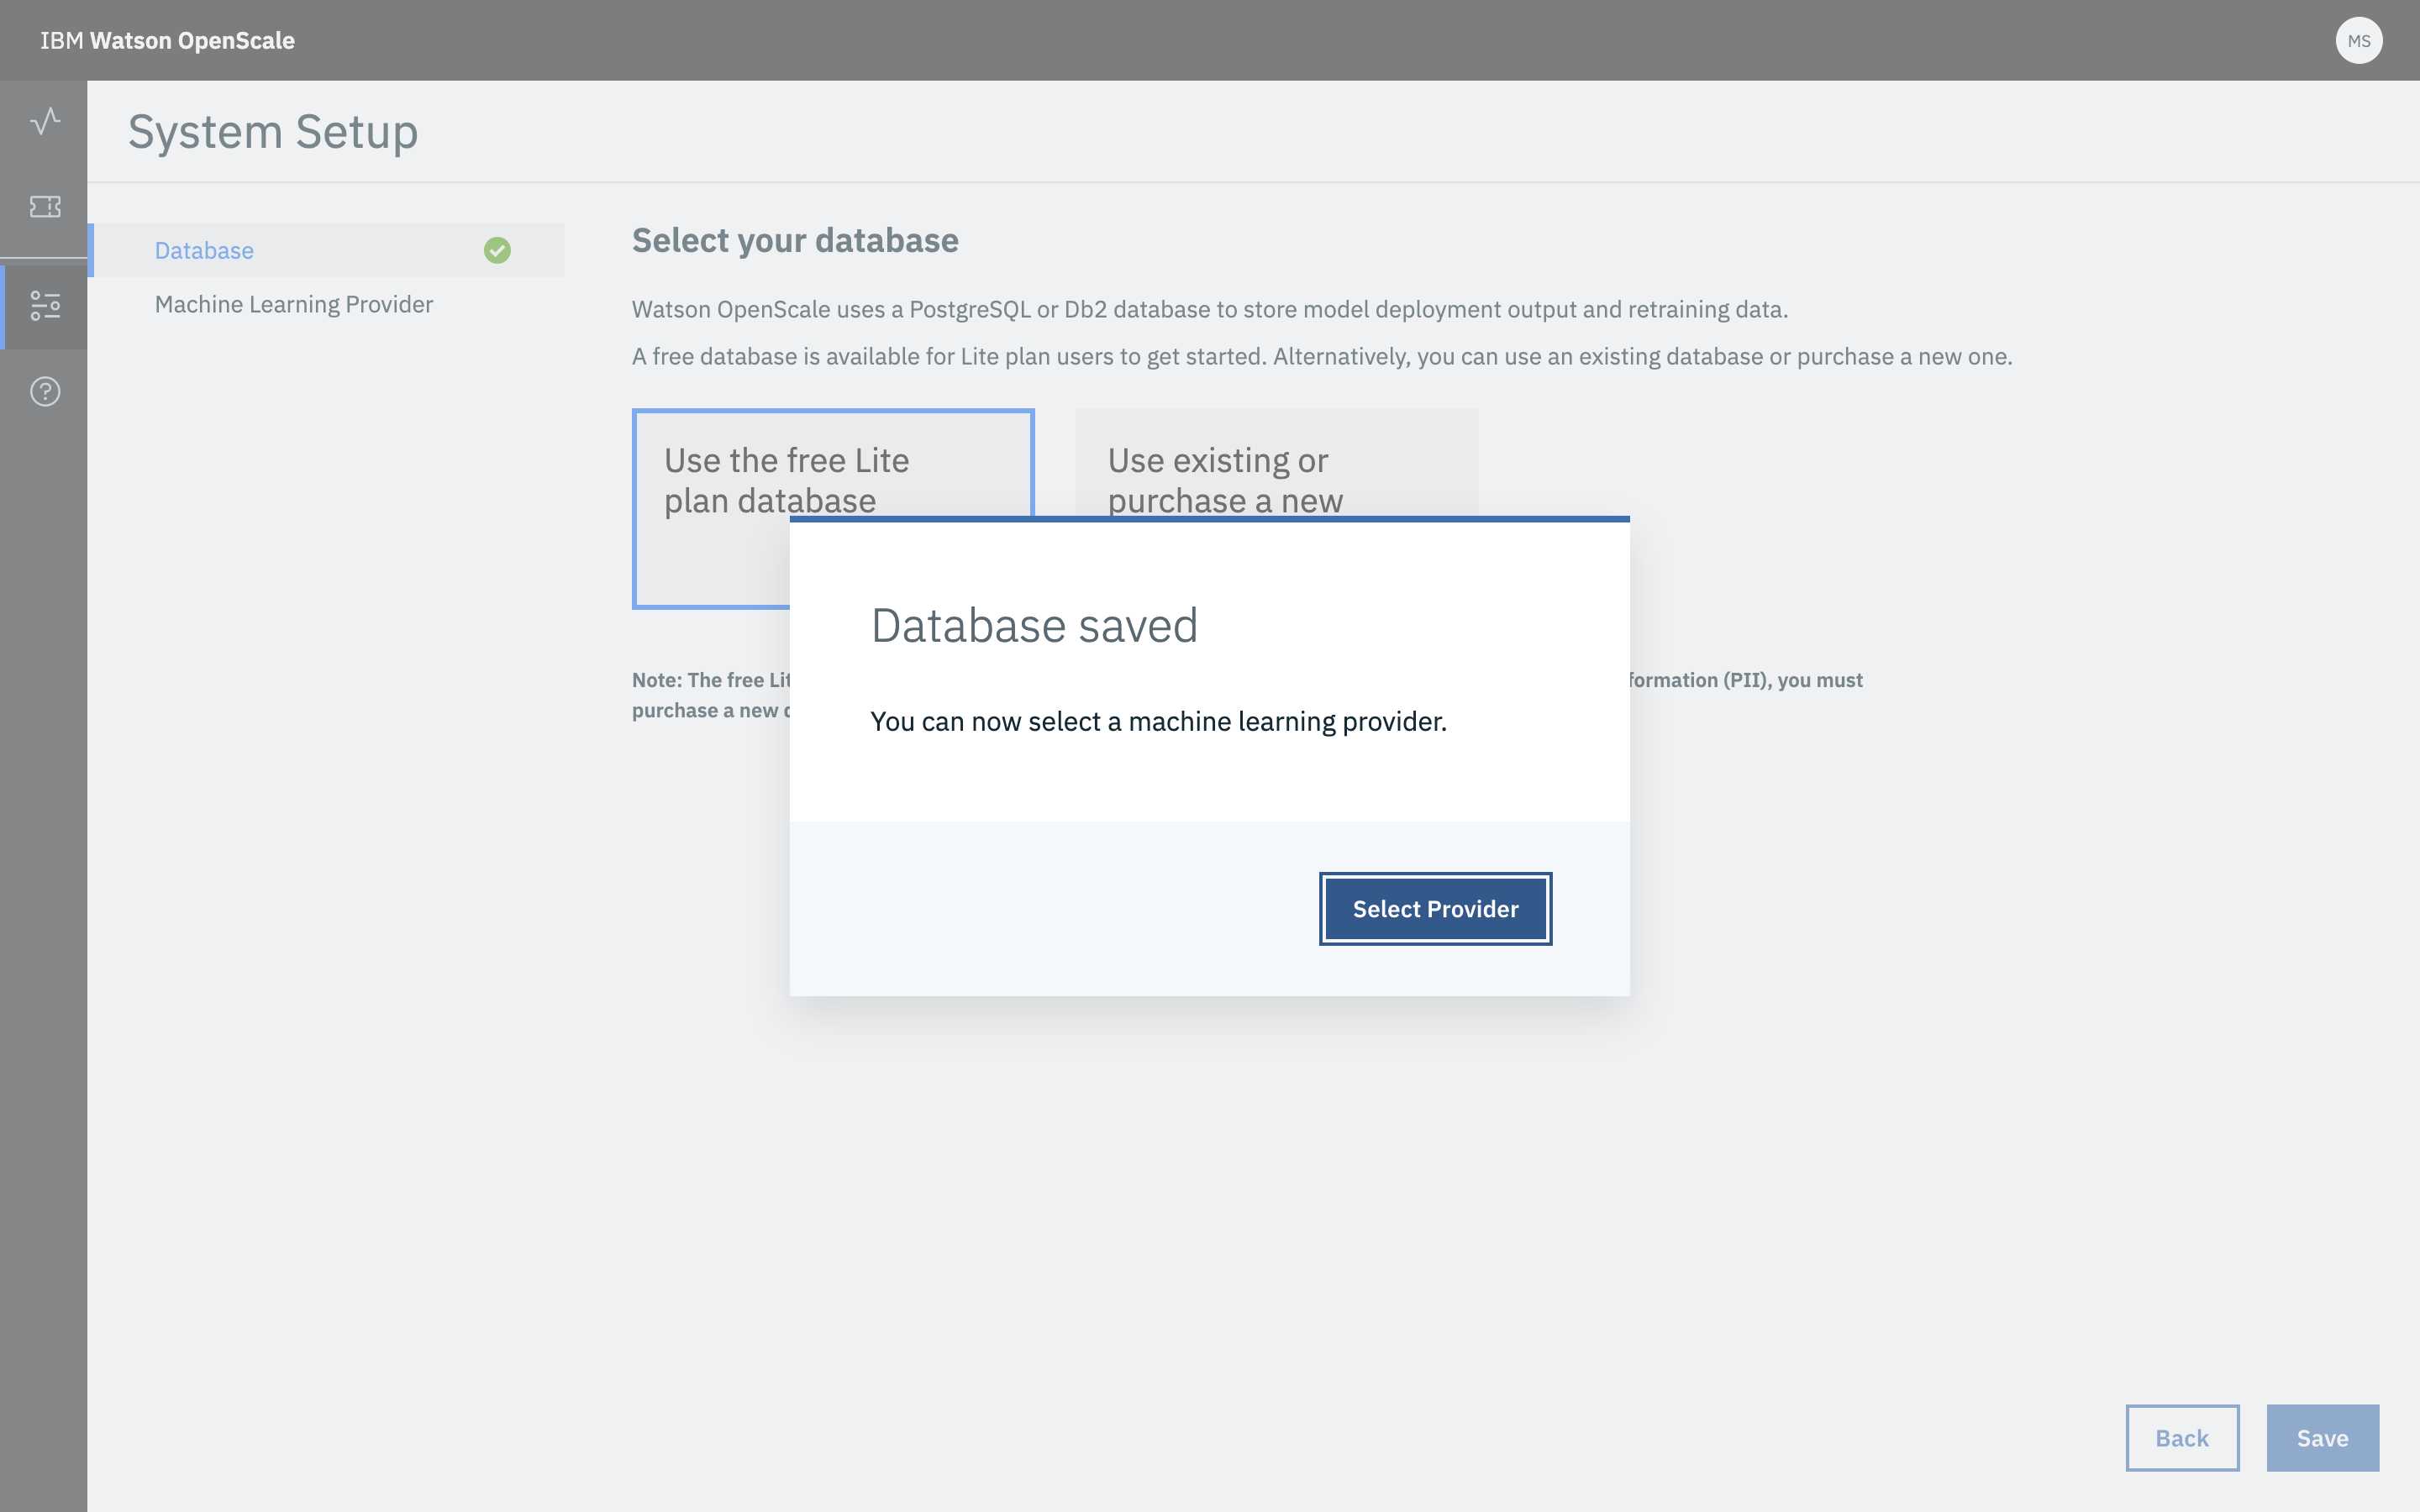 IBM Watson OpenScale
MS
System Setup
Database
Machine Learning Provider
Select your database
Watson OpenScale uses a PostgreSQL or Db2 database to store model deployment output and retraining data.
A free database is available for Lite plan users to get started. Alternatively, you can use an existing database or purchase a new one.
Use the free Lite
plan database
Use existing or
purchase a new
Note: The free
formation (PII), you must
purchase a new
Database saved
You can now select a machine learning provider.
Select Provider
Back
Save